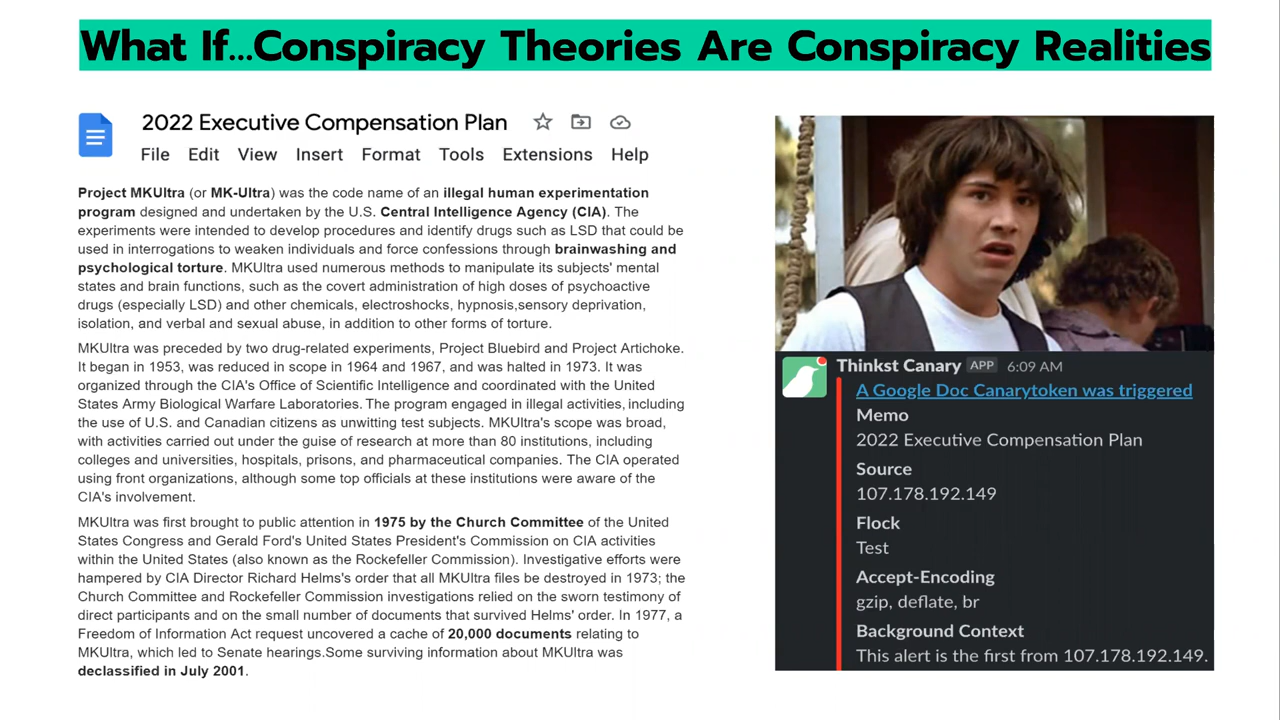 What If...Conspiracy Theories Are Conspiracy Realities
2022 Executive Compensation Plan
File Edit View Insert Format Tools Extensions Help
Project MKUltra (or MK-Ultra) was the code name of an illegal human experimentation
program designed and undertaken by the U.S. Central Intelligence Agency (CIA). The
experiments were intended to develop procedures and identify drugs such as LSD that could be
used in interrogations to weaken individuals and force confessions through brainwashing and
psychological torture. MKUltra used numerous methods to manipulate its subjects' mental
states and brain functions, such as the covert administration of high doses of psychoactive
drugs (especially LSD) and other chemicals, electroshocks, hypnosis,sensory deprivation,
isolation, and verbal and sexual abuse, in addition to other forms of torture.
MKUltra was preceded by two drug-related experiments, Project Bluebird and Project Artichoke.
It began in 1953, was reduced in scope in 1964 and 1967, and was halted in 1973. It was
organized through the CIA's Office of Scientific Intelligence and coordinated with the United
States Army Biological Warfare Laboratories. The program engaged in illegal activities, including
the use of U.S. and Canadian citizens as unwitting test subjects. MKUltra's scope was broad,
with activities carried out under the guise of research at more than 80 institutions, including
colleges and universities, hospitals, prisons, and pharmaceutical companies. The CIA operated
using front organizations, although some top officials at these institutions were aware of the
CIA's involvement.
MKUltra was first brought to public attention in 1975 by the Church Committee of the United
States Congress and Gerald Ford's United States President's Commission on CIA activities
within the United States (also known as the Rockefeller Commission). Investigative efforts were
hampered by CIA Director Richard Helms's order that all MKUltra files be destroyed in 1973; the
Church Committee and Rockefeller Commission investigations relied on the sworn testimony of
direct participants and on the small number of documents that survived Helms' order. In 1977, a
Freedom of Information Act request uncovered a cache of 20,000 documents relating to
MKUltra, which led to Senate hearings.Some surviving information about MKUltra was
declassified in July 2001.
Thinkst Canary APP 6:09 AM
A Google Doc Canarytoken was triggered
Memo
2022 Executive Compensation Plan
Source
107.178.192.149
Flock
Test
Accept-Encoding
gzip, deflate, br
Background Context
This alert is the first from 107.178.192.149.